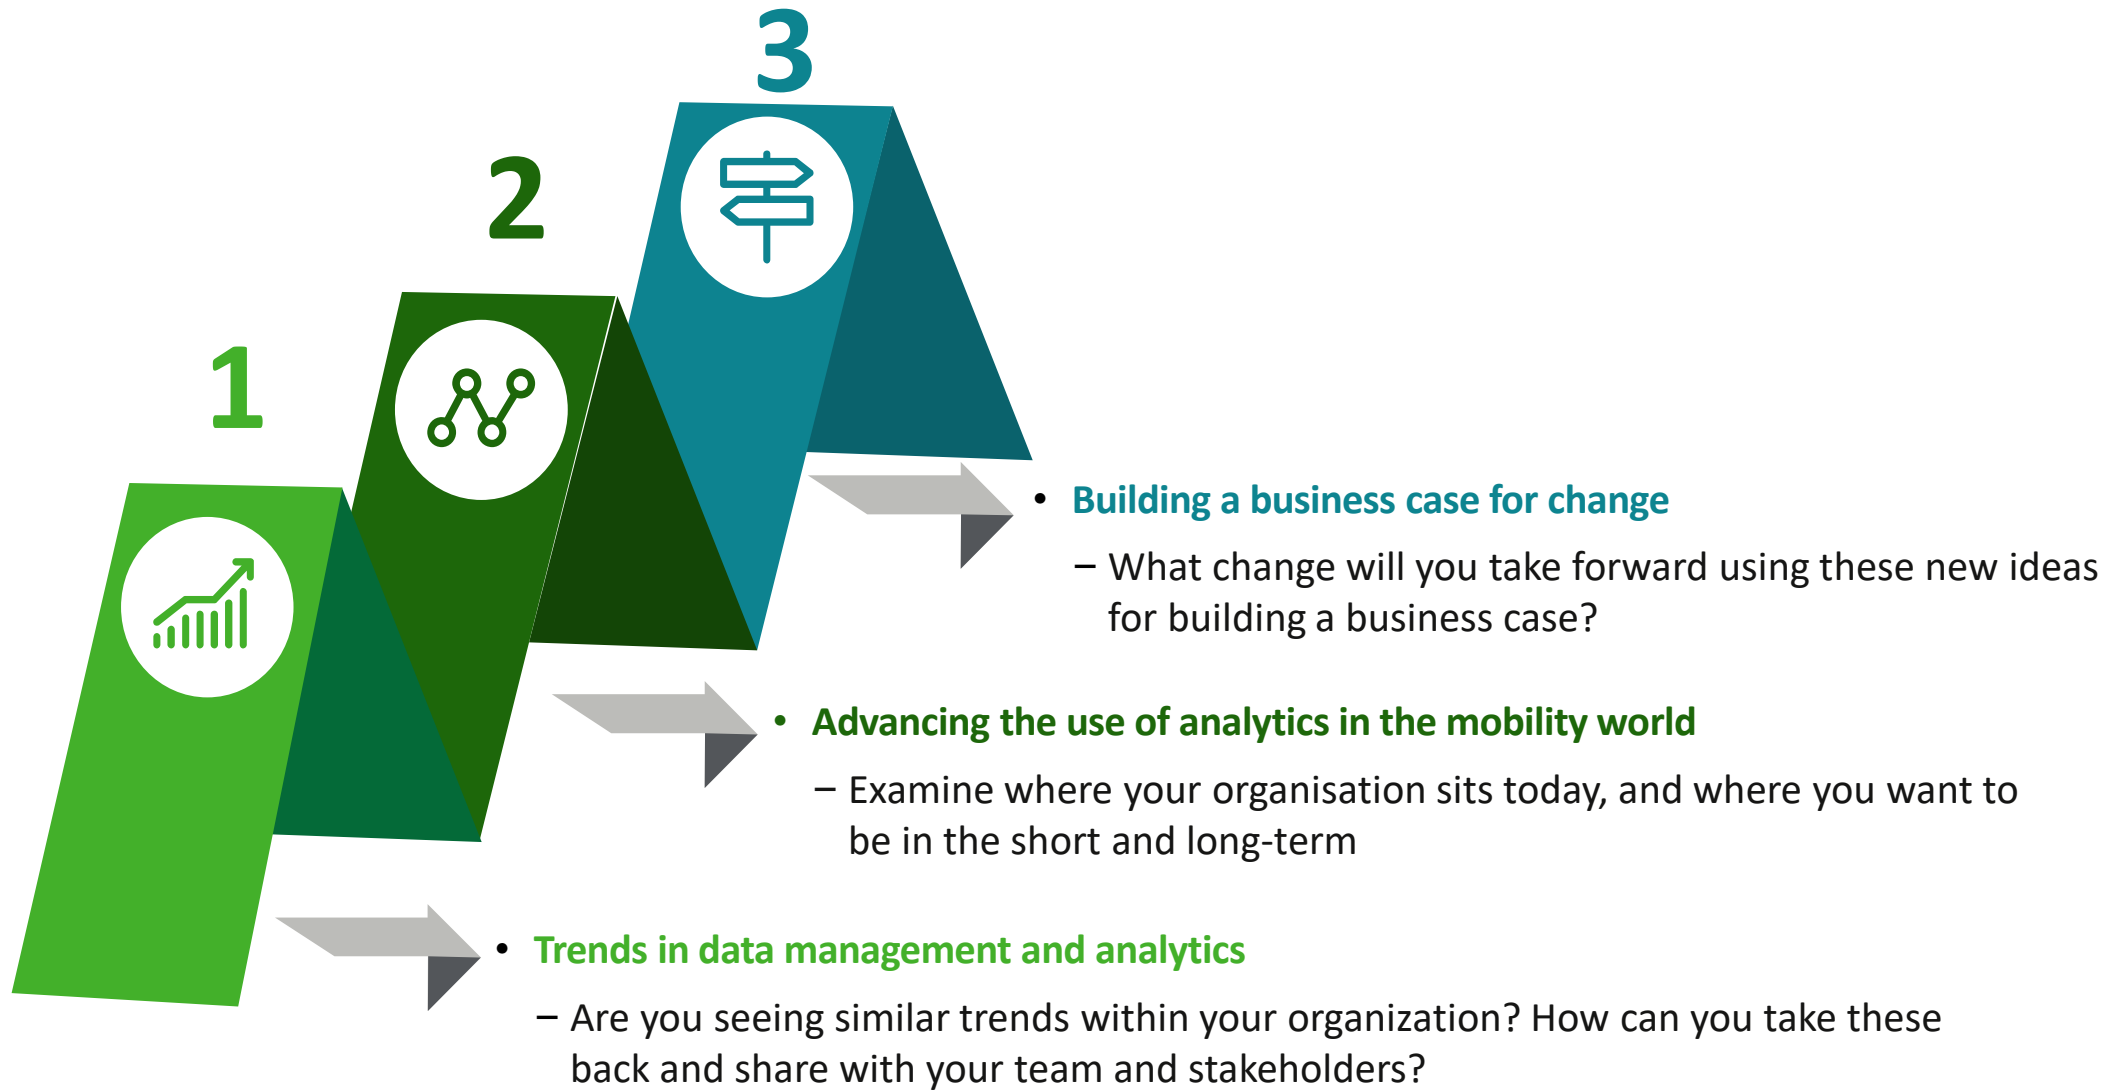 3
2
1
• Building a business case for change
– What change will you take forward using these new ideas
for building a business case?
• Advancing the use of analytics in the mobility world
– Examine where your organisation sits today, and where you want to
be in the short and long-term
• Trends in data management and analytics
– Are you seeing similar trends within your organization? How can you take these
back and share with your team and stakeholders?